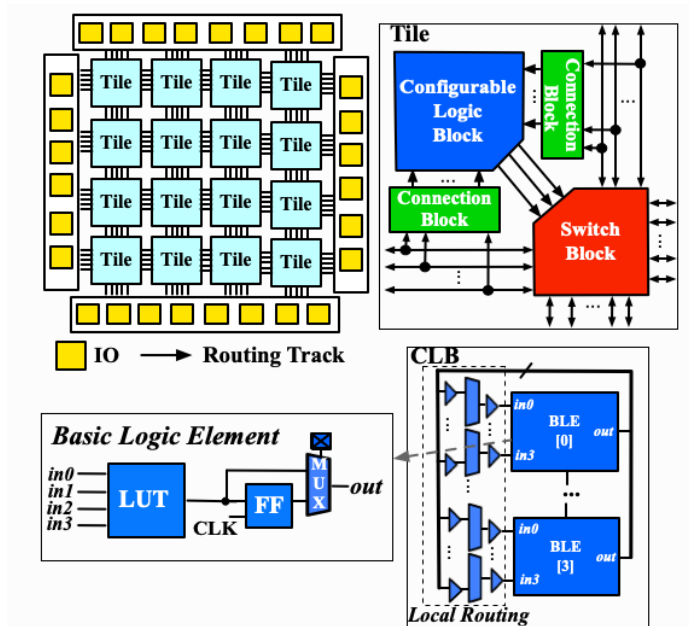 Tile Tile Tile Tile
Tile Tile Tile Tile
Tile Tile Tile Tile
Tile Tile Tile Tile
IO Routing Track
Tile
Configurable
Logic
Block
Connection
Block
...
...
...
Connection
Block
...
Switch
Block
...
...
...
Basic Logic Element
in0
in1
in2
in3
LUT
CLK
FF
MUX
out
CLB
in0
BLE
[0]
out
in3
...
...
...
...
in0
BLE
[3]
out
in3
...
...
Local Routing